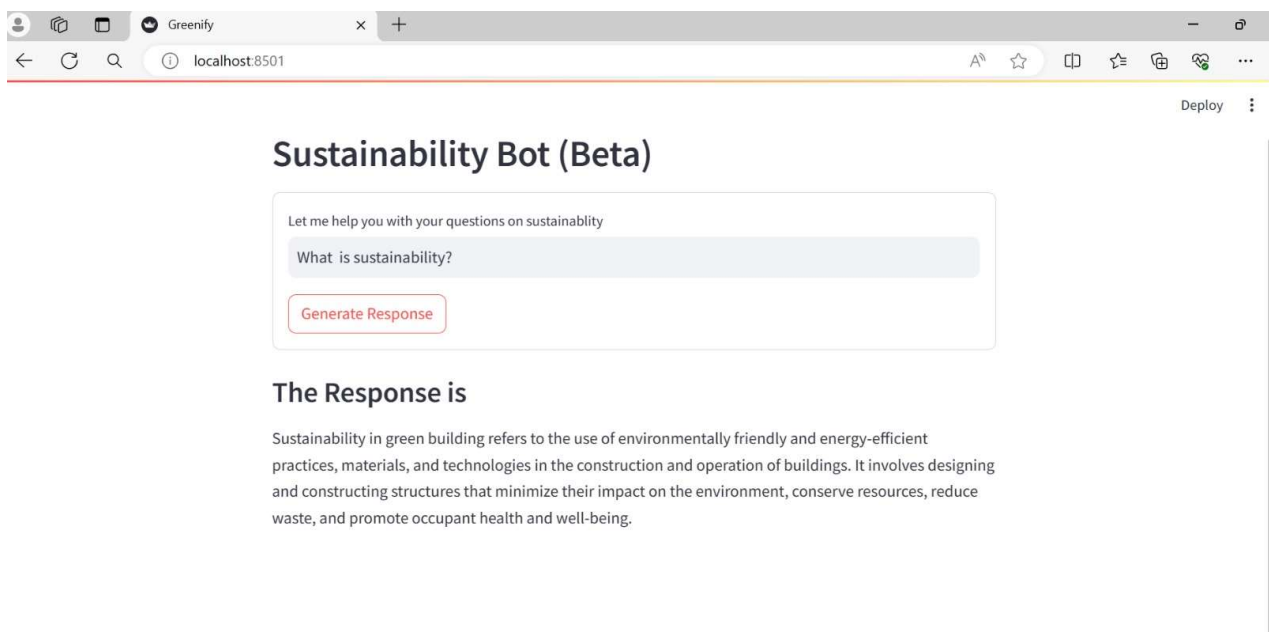 Greenify
localhost:8501
Deploy
Sustainability Bot (Beta)
Let me help you with your questions on sustainablity
What is sustainability?
Generate Response
The Response is
Sustainability in green building refers to the use of environmentally friendly and energy-efficient
practices, materials, and technologies in the construction and operation of buildings. It involves designing
and constructing structures that minimize their impact on the environment, conserve resources, reduce
waste, and promote occupant health and well-being.